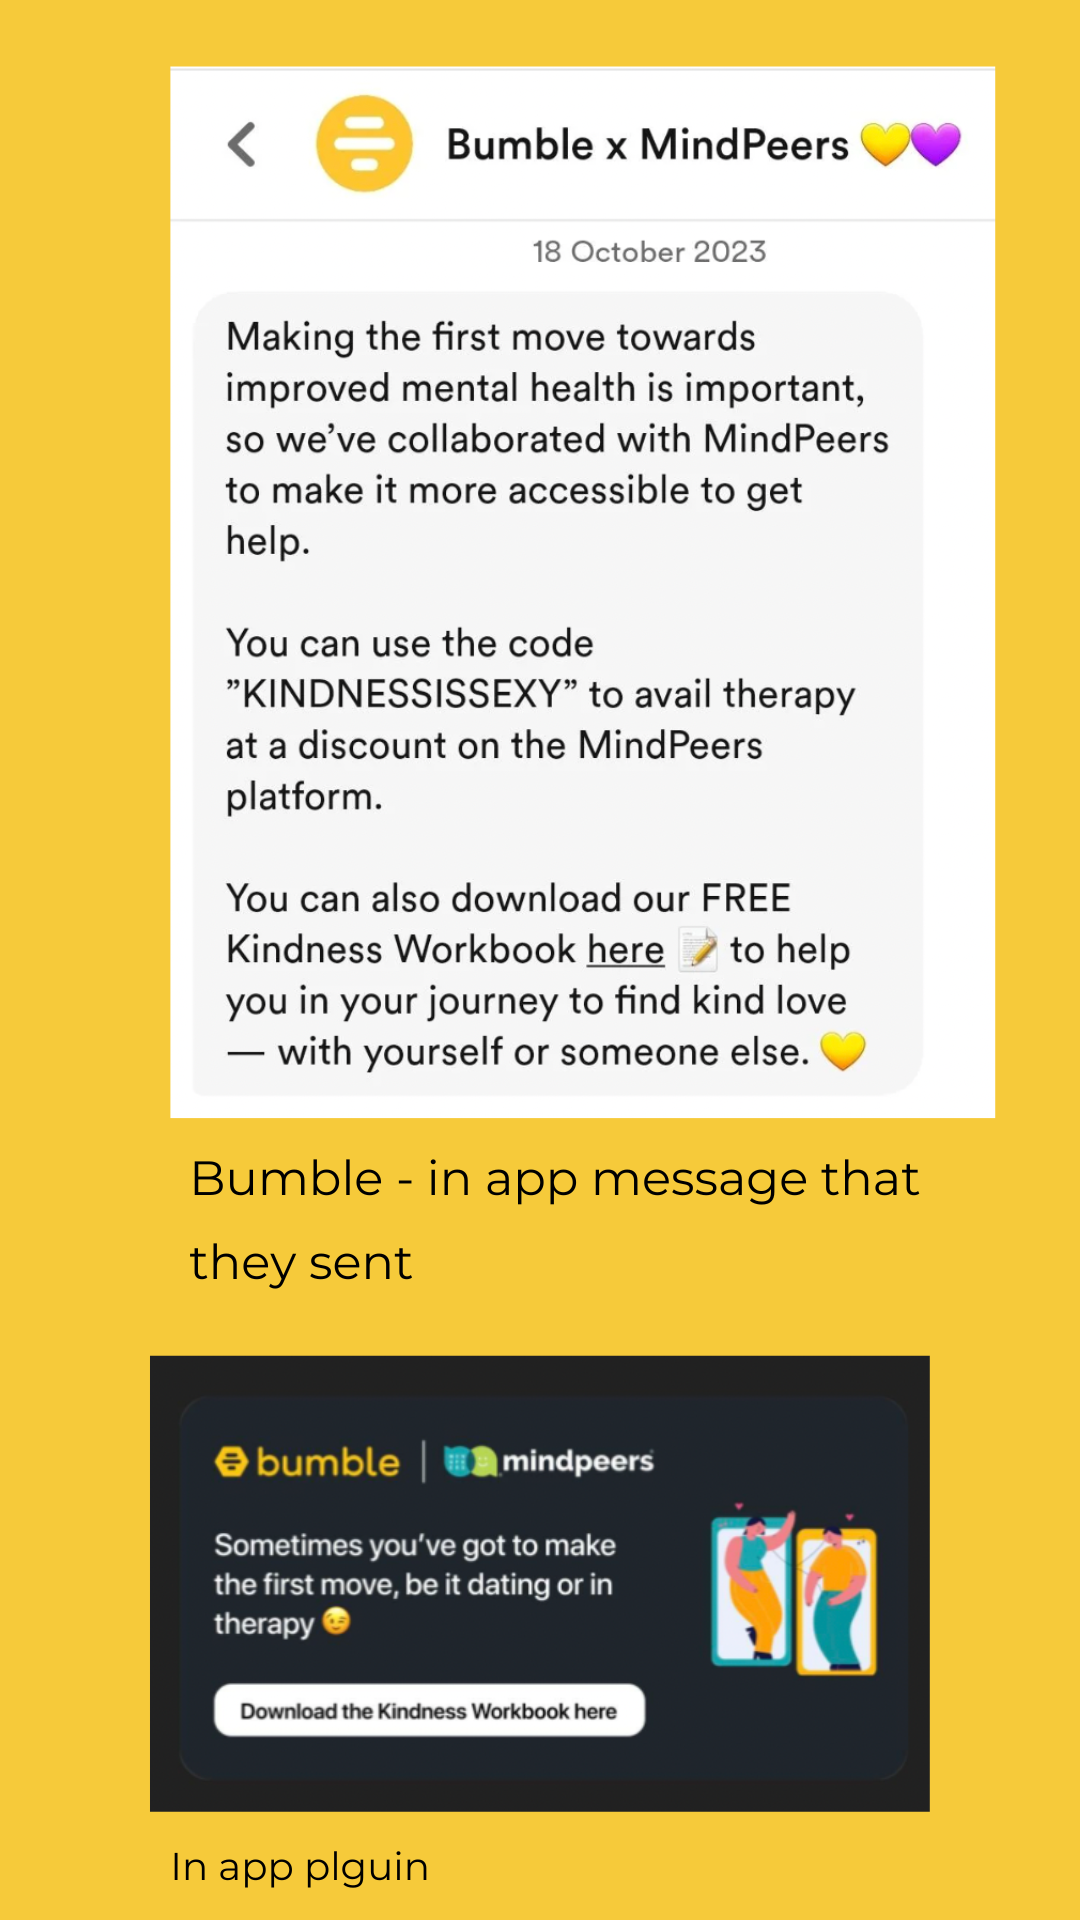 Bumble x MindPeers 💛💜
18 October 2023
Making the first move towards
improved mental health is important,
so we’ve collaborated with MindPeers
to make it more accessible to get
help.
You can use the code
”KINDNESSISSEXY” to avail therapy
at a discount on the MindPeers
platform.
You can also download our FREE
Kindness Workbook here 📝 to help
you in your journey to find kind love
— with yourself or someone else. 💛
Bumble - in app message that
they sent
bumble | mindpeers
Sometimes you’ve got to make
the first move, be it dating or in
therapy 😉
Download the Kindness Workbook here
In app plguin